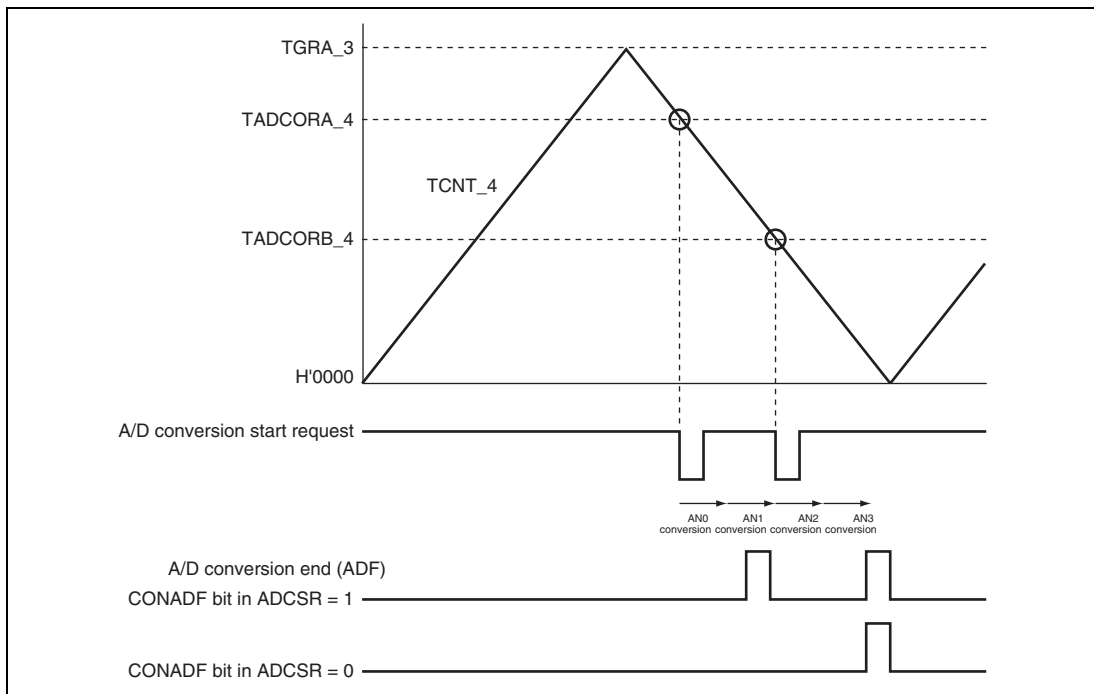 TGRA_3
TADCORA_4
TCNT_4
TADCORB_4
H'0000
A/D conversion start request
AN0 AN1 AN2 AN3
conversion conversion conversion conversion
A/D conversion end (ADF)
CONADF bit in ADCSR = 1
CONADF bit in ADCSR = 0